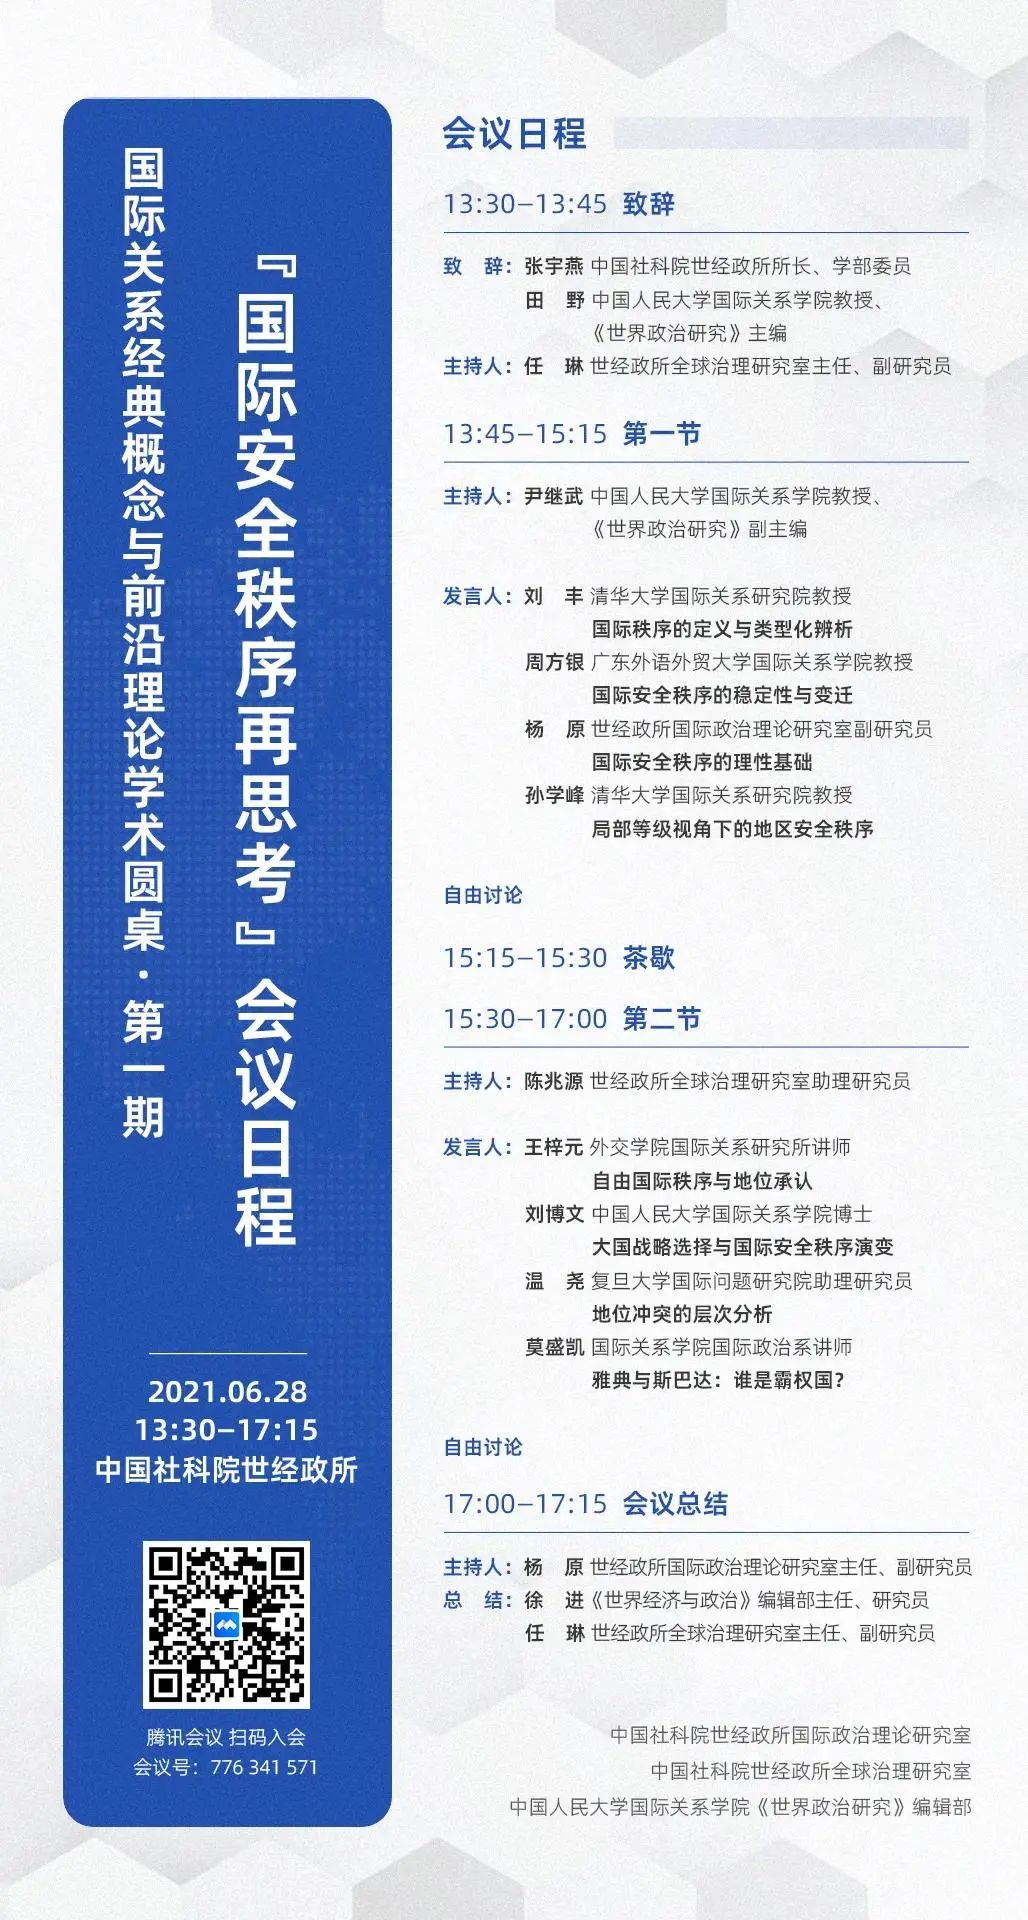 国际关系经典概念与前沿理论学术圆桌·第一期
『国际安全秩序再思考』会议日程
2021.06.28
13:30–17:15
中国社科院世经政所
腾讯会议 扫码入会
会议号：776 341 571
会议日程
13:30–13:45 致辞
致 辞：张宇燕 中国社科院世经政所所长、学部委员
田 野 中国人民大学国际关系学院教授、
《世界政治研究》主编
主持人：任 琳 世经政所全球治理研究室主任、副研究员
13:45–15:15 第一节
主持人：尹继武 中国人民大学国际关系学院教授、
《世界政治研究》副主编
发言人：刘 丰 清华大学国际关系研究院教授
国际秩序的定义与类型化辨析
周方银 广东外语外贸大学国际关系学院教授
国际安全秩序的稳定性与变迁
杨 原 世经政所国际政治理论研究室副研究员
国际安全秩序的理性基础
孙学峰 清华大学国际关系研究院教授
局部等级视角下的地区安全秩序
自由讨论
15:15–15:30 茶歇
15:30–17:00 第二节
主持人：陈兆源 世经政所全球治理研究室助理研究员
发言人：王梓元 外交学院国际关系研究所讲师
自由国际秩序与地位承认
刘博文 中国人民大学国际关系学院博士
大国战略选择与国际安全秩序演变
温 尧 复旦大学国际问题研究院助理研究员
地位冲突的层次分析
莫盛凯 国际关系学院国际政治系讲师
雅典与斯巴达：谁是霸权国？
自由讨论
17:00–17:15 会议总结
主持人：杨 原 世经政所国际政治理论研究室主任、副研究员
总 结：徐 进《世界经济与政治》编辑部主任、研究员
任 琳 世经政所全球治理研究室主任、副研究员
中国社科院世经政所国际政治理论研究室
中国社科院世经政所全球治理研究室
中国人民大学国际关系学院《世界政治研究》编辑部